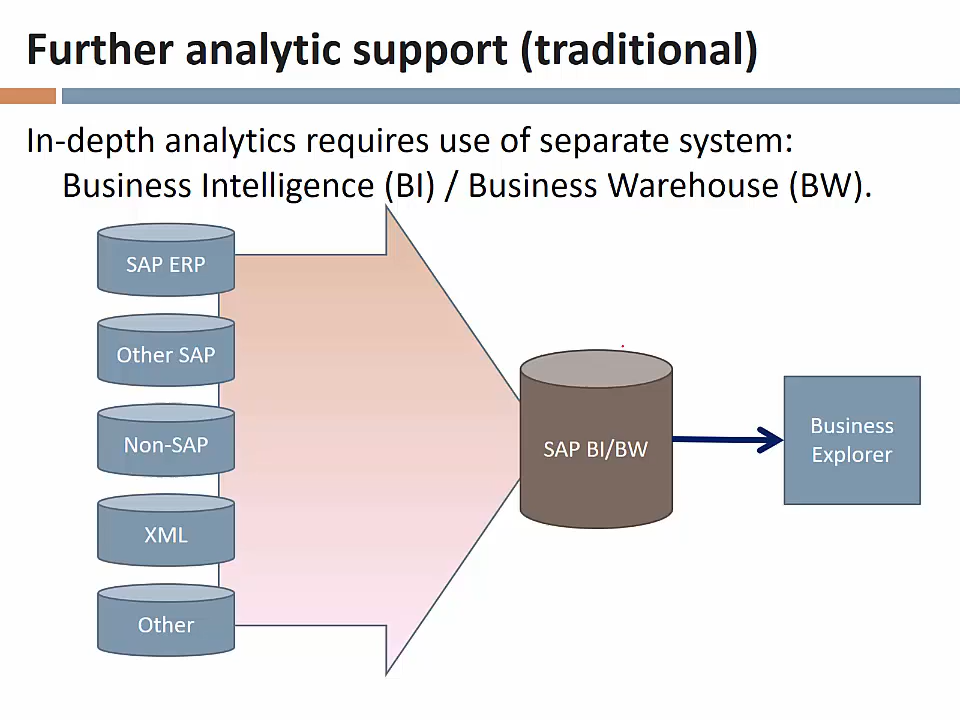 Further analytic support (traditional)
In-depth analytics requires use of separate system:
Business Intelligence (BI) / Business Warehouse (BW).
SAP ERP
Other SAP
Non-SAP
XML
Other
SAP BI/BW
Business
Explorer